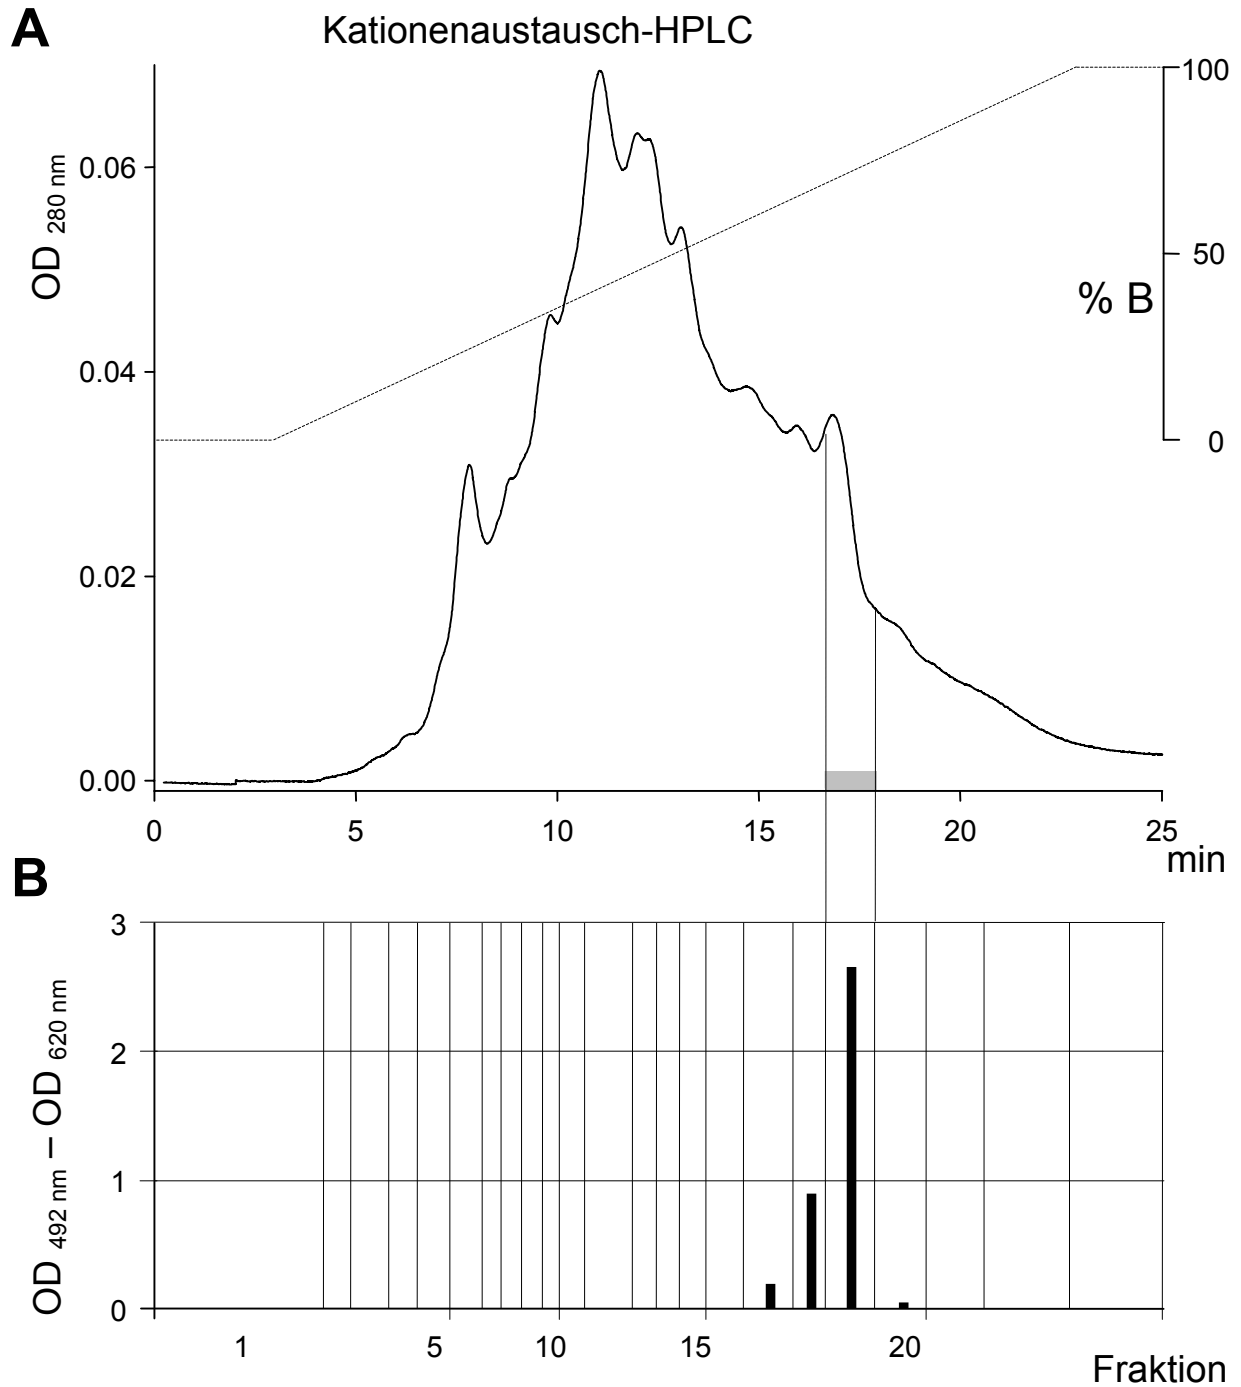 A
Kationenaustausch-HPLC
OD 280 nm
0.06
0.04
0.02
0.00
100
50
0
% B
0 5 10 15 20 25
min
B
OD 492 nm – OD 620 nm
3
2
1
0
1 5 10 15 20
Fraktion